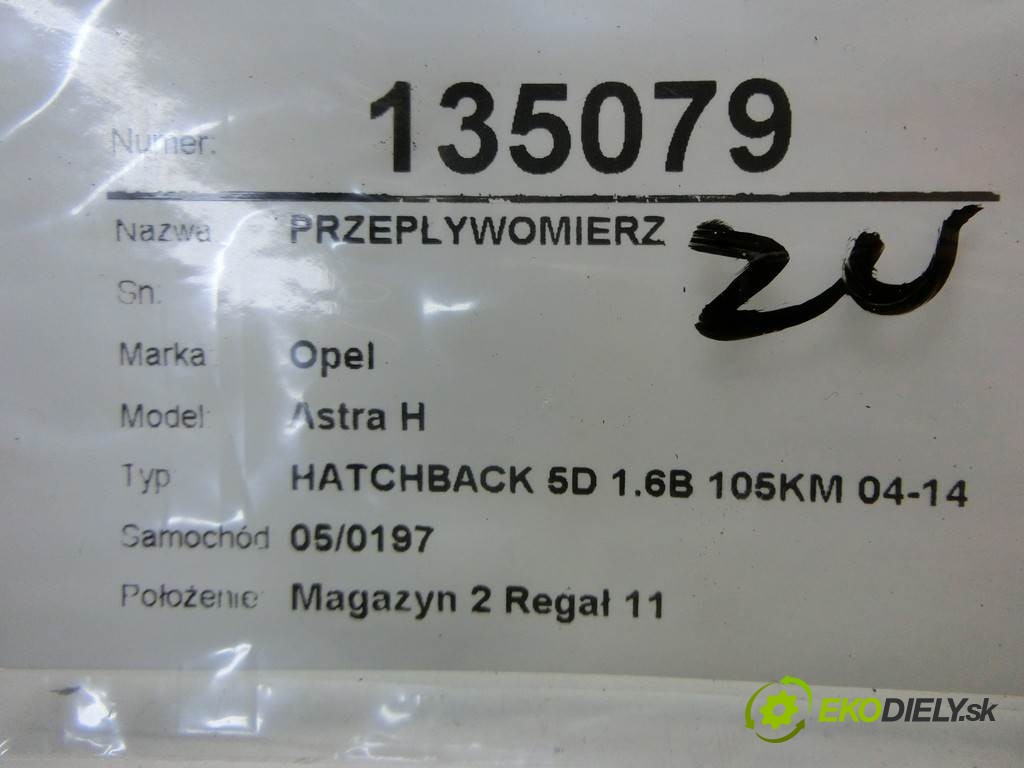 Numer: 135079
Nazwa PRZEPŁYWOMIERZ
Sn:
Marka Opel
Model: Astra H
Typ HATCHBACK 5D 1.6B 105KM 04-14
Samochód 05/0197
Położenie: Magazyn 2 Regał 11
EKODIELY.sk